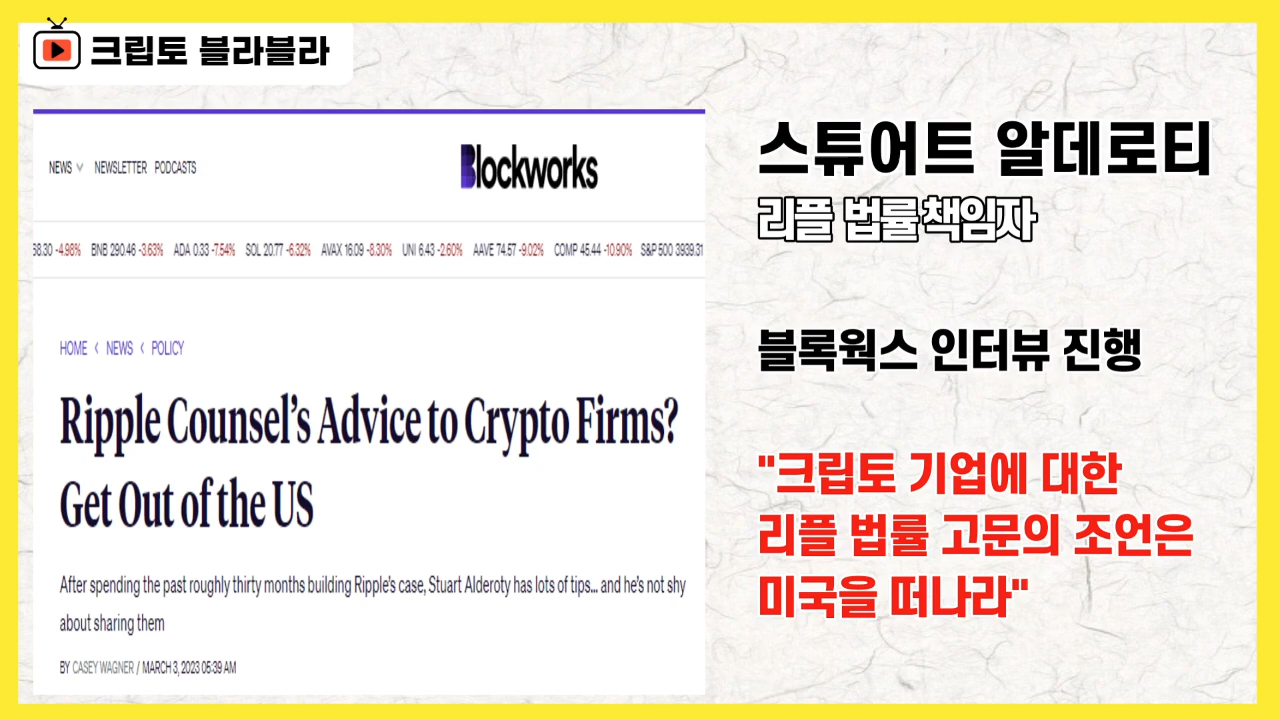 크립토 블라블라
NEWS NEWSLETTER PODCASTS
Blockworks
68.30 -4.98% BNB 290.46 -3.63% ADA 0.33 -7.54% SOL 20.77 -6.32% AVAX 16.09 -8.30% UNI 6.43 -2.60% AAVE 74.57 -9.02% COMP 45.44 -10.90% S&P 500 3939.31
HOME < NEWS < POLICY
Ripple Counsel's Advice to Crypto Firms?
Get Out of the US
After spending the past roughly thirty months building Ripple's case, Stuart Alderoty has lots of tips... and he's not shy
about sharing them
BY CASEY WAGNER / MARCH 3, 2023 05:39 AM
스튜어트 알데로티
리플 법률 책임자
블록웍스 인터뷰 진행
"크립토 기업에 대한
리플 법률 고문의 조언은
미국을 떠나라"